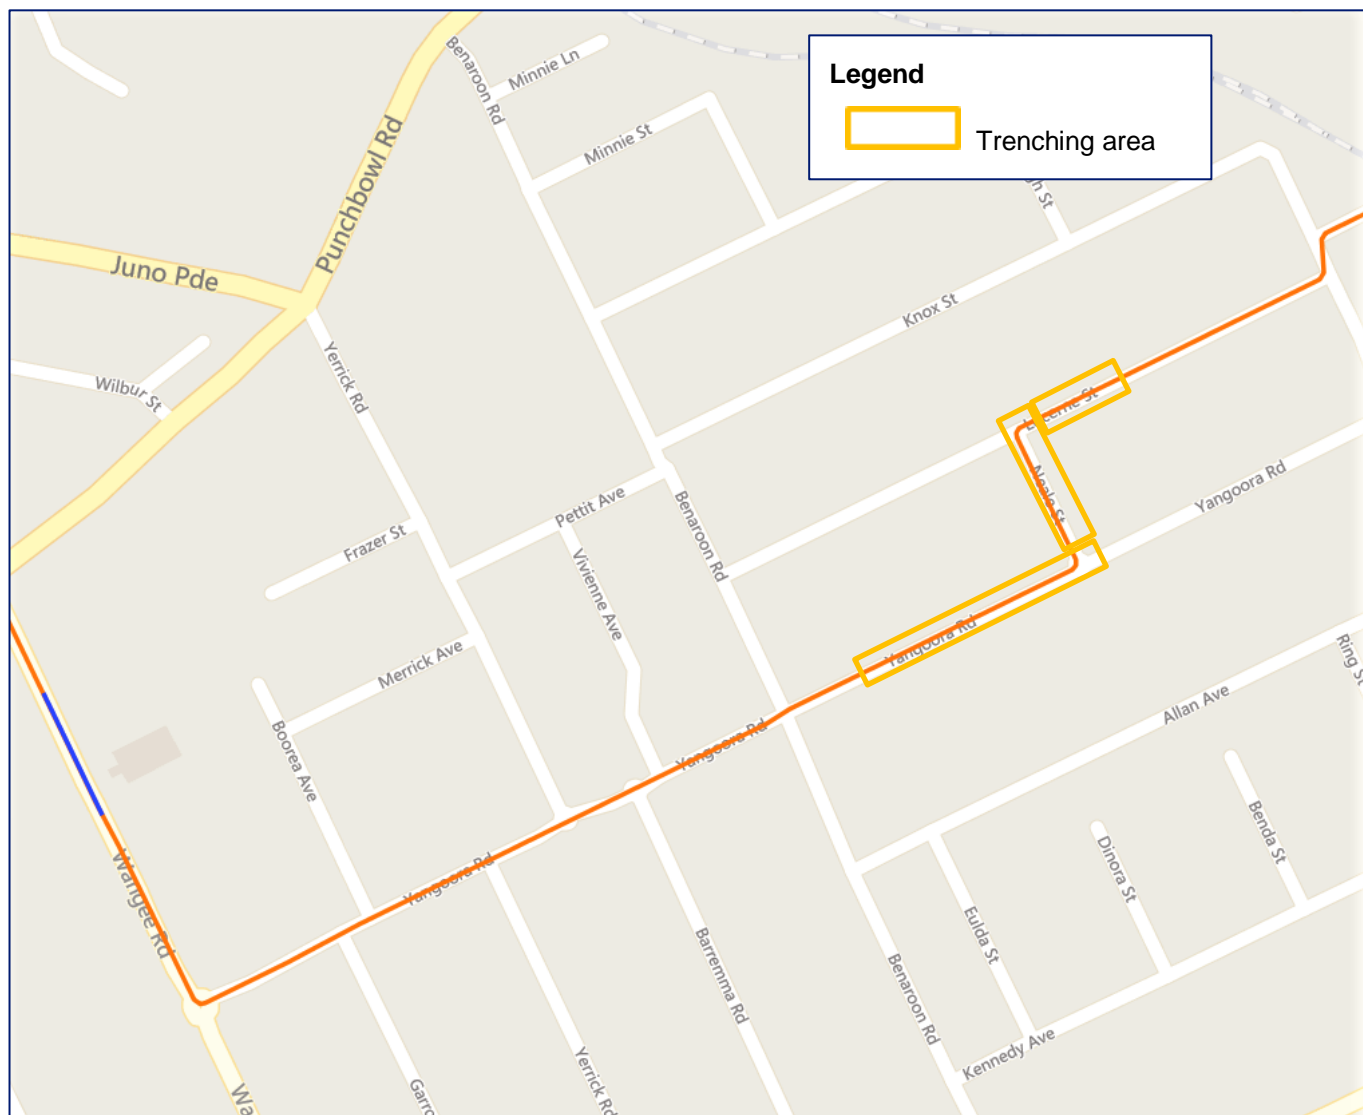 Legend
Trenching area
Benaroon Rd
Minnie Ln
Minnie St
Punchbowl Rd
Juno Pde
Knox St
Yerrick Rd
Wilbur St
Neale St
Yangoora Rd
Pettit Ave
Benaroon Rd
Frazer St
Vivienne Ave
Yangoora Rd
Merrick Ave
Ring St
Allan Ave
Boorea Ave
Yangoora Rd
Benda St
Dinora St
Wangee Rd
Yangoora Rd
Eulda St
Barremma Rd
Benaroon Rd
Kennedy Ave
Yerrick Rd
Garro
Wa